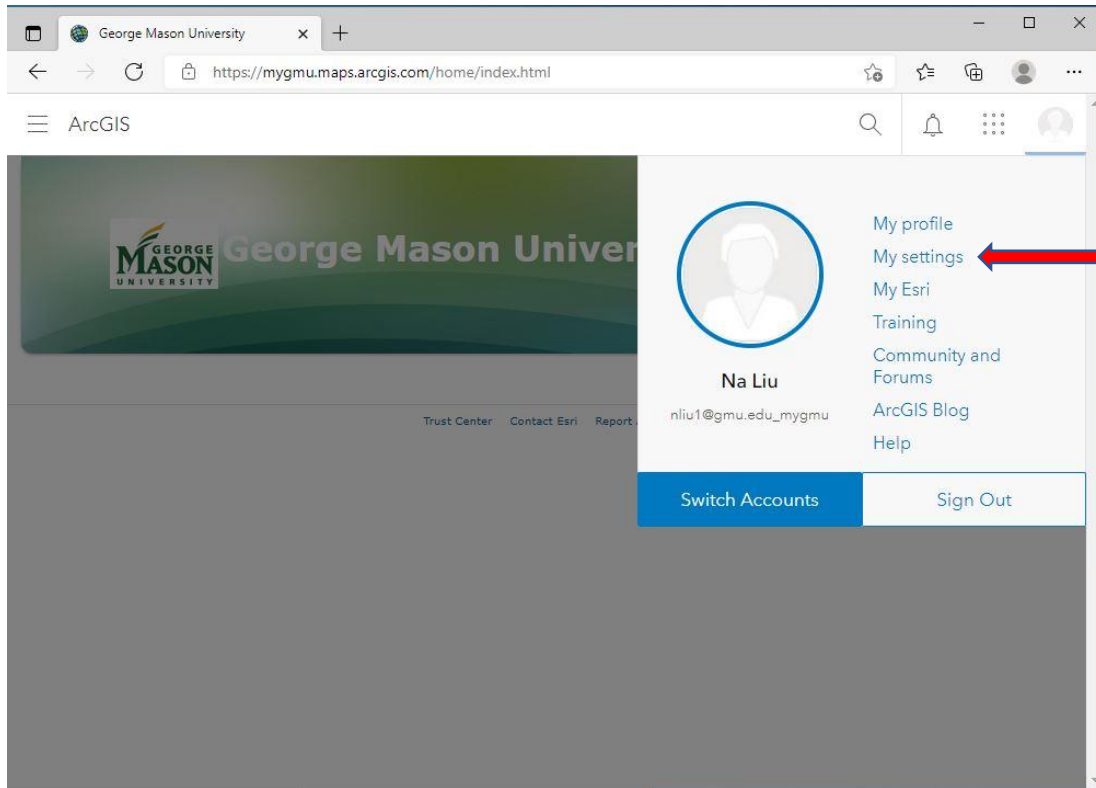 George Mason University
https://mygmu.maps.arcgis.com/home/index.html
ArcGIS
GEORGE
MASON
UNIVERSITY
George Mason Univer
My profile
My settings
My Esri
Training
Community and
Forums
ArcGIS Blog
Help
Na Liu
nliu1@gmu.edu_mygmu
Trust Center Contact Esri Report
Switch Accounts Sign Out